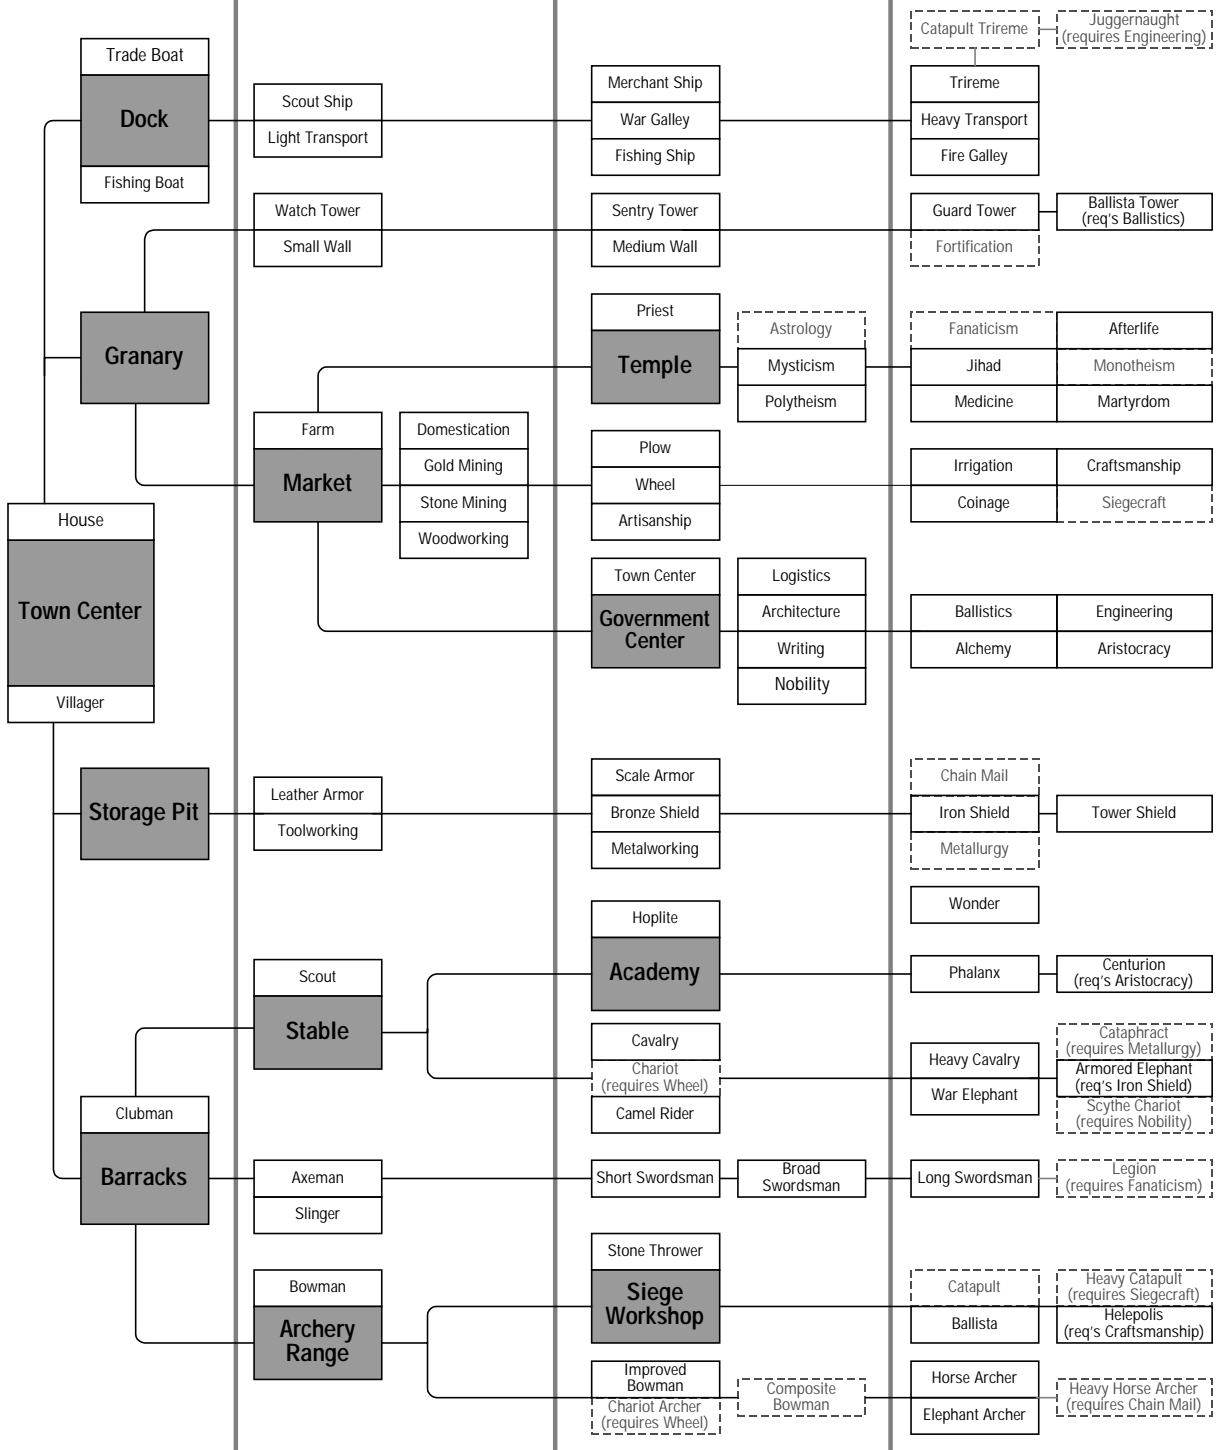 Trade Boat
Dock
Fishing Boat
Scout Ship
Light Transport
Merchant Ship
War Galley
Fishing Ship
Catapult Trireme
Juggernaught
(requires Engineering)
Trireme
Heavy Transport
Fire Galley
Granary
Watch Tower
Small Wall
Sentry Tower
Medium Wall
Guard Tower
Fortification
Ballista Tower
(req's Ballistics)
Priest
Temple
Astrology
Mysticism
Polytheism
Fanaticism
Afterlife
Jihad
Monotheism
Medicine
Martyrdom
Farm
Market
Domestication
Gold Mining
Stone Mining
Woodworking
Plow
Wheel
Artisanship
Irrigation
Craftsmanship
Coinage
Siegecraft
House
Town Center
Villager
Town Center
Government
Center
Logistics
Architecture
Writing
Nobility
Ballistics
Engineering
Alchemy
Aristocracy
Storage Pit
Leather Armor
Toolworking
Scale Armor
Bronze Shield
Metalworking
Chain Mail
Iron Shield
Metallurgy
Tower Shield
Wonder
Scout
Stable
Hoplite
Academy
Phalanx
Centurion
(req's Aristocracy)
Cavalry
Chariot
(requires Wheel)
Camel Rider
Heavy Cavalry
War Elephant
Cataphract
(requires Metallurgy)
Armored Elephant
(req's Iron Shield)
Scythe Chariot
(requires Nobility)
Clubman
Barracks
Axeman
Slinger
Short Swordsman
Broad
Swordsman
Long Swordsman
Legion
(requires Fanaticism)
Bowman
Archery
Range
Stone Thrower
Siege
Workshop
Catapult
Ballista
Heavy Catapult
(requires Siegecraft)
Helepolis
(req's Craftsmanship)
Improved
Bowman
Chariot Archer
(requires Wheel)
Composite
Bowman
Horse Archer
Elephant Archer
Heavy Horse Archer
(requires Chain Mail)